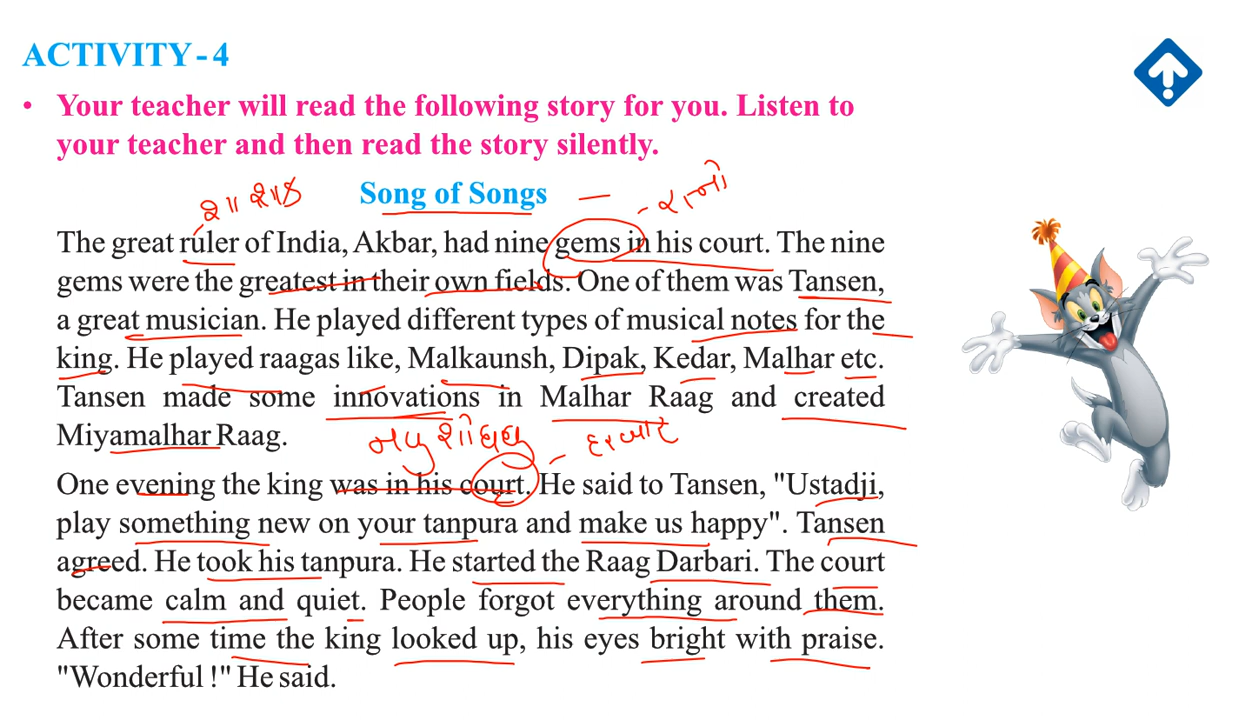 ACTIVITY - 4
• Your teacher will read the following story for you. Listen to
your teacher and then read the story silently.
Song of Songs
રત્નો
The great ruler of India, Akbar, had nine gems in his court. The nine
gems were the greatest in their own fields. One of them was Tansen,
a great musician. He played different types of musical notes for the
king. He played raagas like, Malkaunsh, Dipak, Kedar, Malhar etc.
Tansen made some innovations in Malhar Raag and created
Miyamalhar Raag.
દરબાર
One evening the king was in his court. He said to Tansen, "Ustadji,
play something new on your tanpura and make us happy". Tansen
agreed. He took his tanpura. He started the Raag Darbari. The court
became calm and quiet. People forgot everything around them.
After some time the king looked up, his eyes bright with praise.
"Wonderful !" He said.